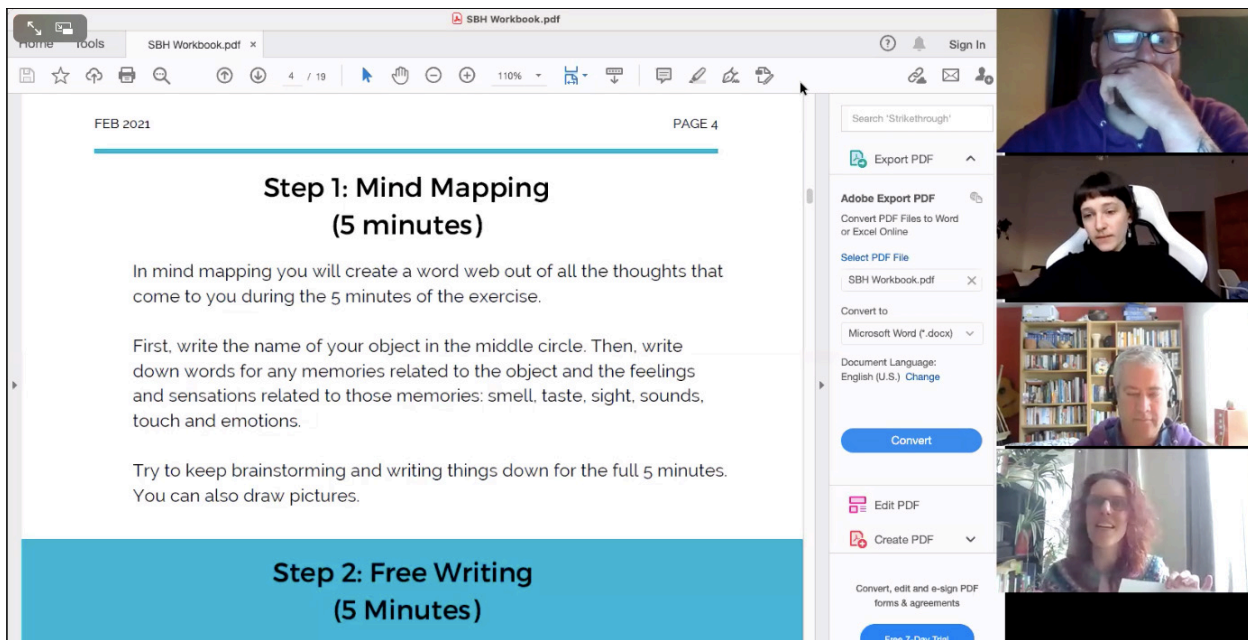 SBH Workbook.pdf
Home Tools SBH Workbook.pdf × ? Sign In
4 / 19 110%
FEB 2021 PAGE 4
Step 1: Mind Mapping
(5 minutes)
In mind mapping you will create a word web out of all the thoughts that
come to you during the 5 minutes of the exercise.
First, write the name of your object in the middle circle. Then, write
down words for any memories related to the object and the feelings
and sensations related to those memories: smell, taste, sight, sounds,
touch and emotions.
Try to keep brainstorming and writing things down for the full 5 minutes.
You can also draw pictures.
Step 2: Free Writing
(5 Minutes)
Search 'Strikethrough'
Export PDF
Adobe Export PDF
Convert PDF Files to Word
or Excel Online
Select PDF File
SBH Workbook.pdf
Convert to
Microsoft Word (*.docx)
Document Language:
English (U.S.) Change
Convert
Edit PDF
Create PDF
Convert, edit and e-sign PDF
forms & agreements
Free 7-Day Trial